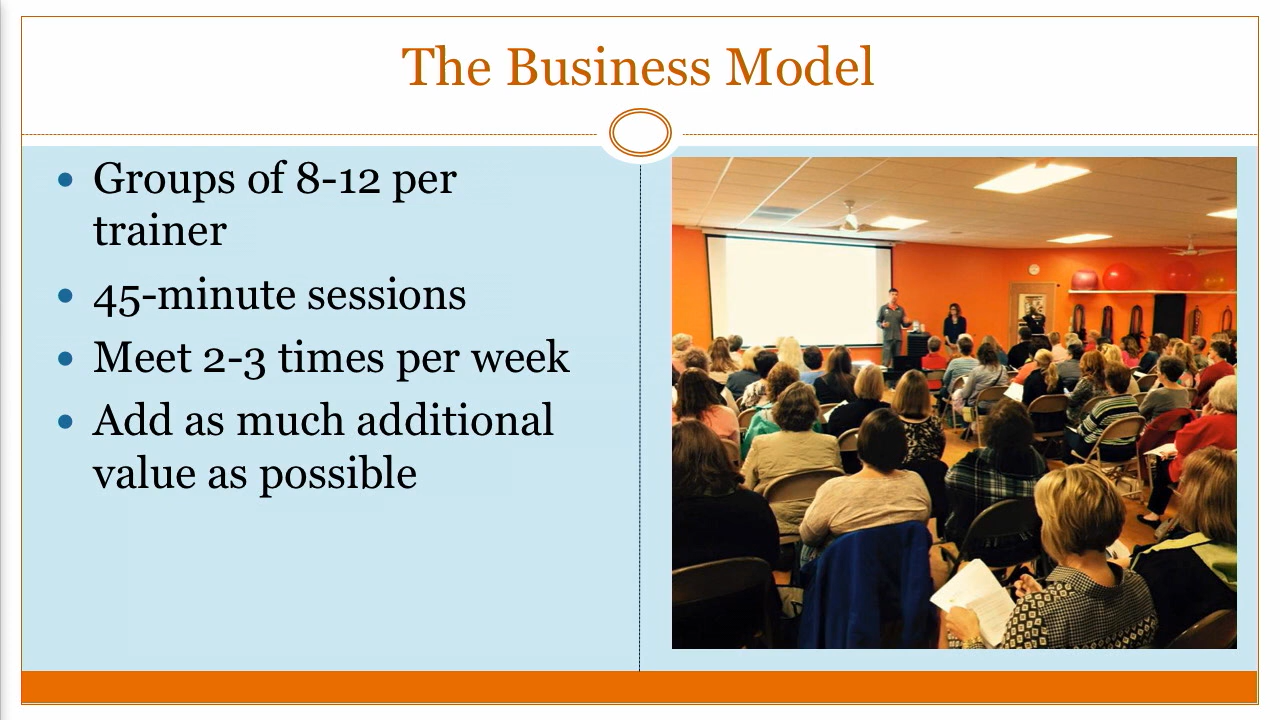 The Business Model
• Groups of 8-12 per
trainer
• 45-minute sessions
• Meet 2-3 times per week
• Add as much additional
value as possible